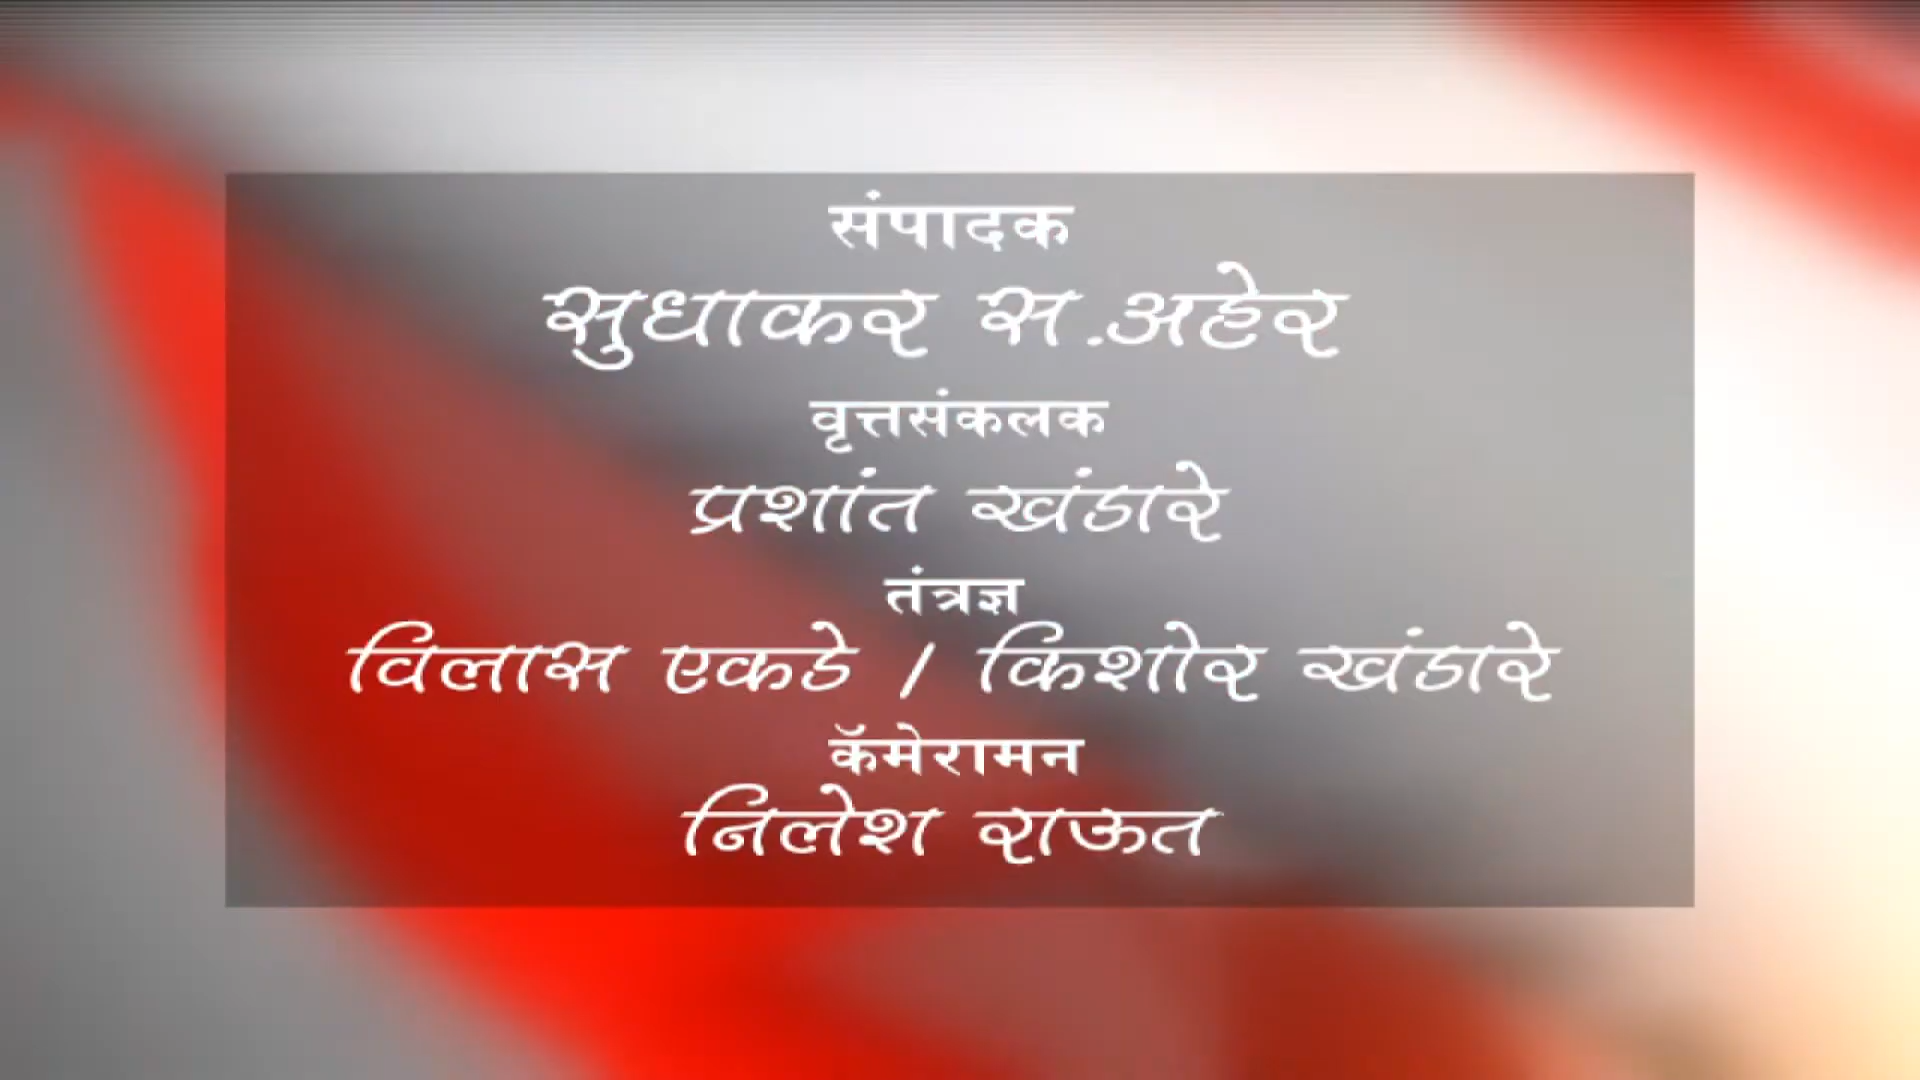 संपादक
सुधाकर स.अहेर
वृत्तसंकलक
प्रशांत खंडारे
तंत्रज्ञ
विलास एकडे / किशोर खंडारे
कॅमेरामन
निलेश राऊत